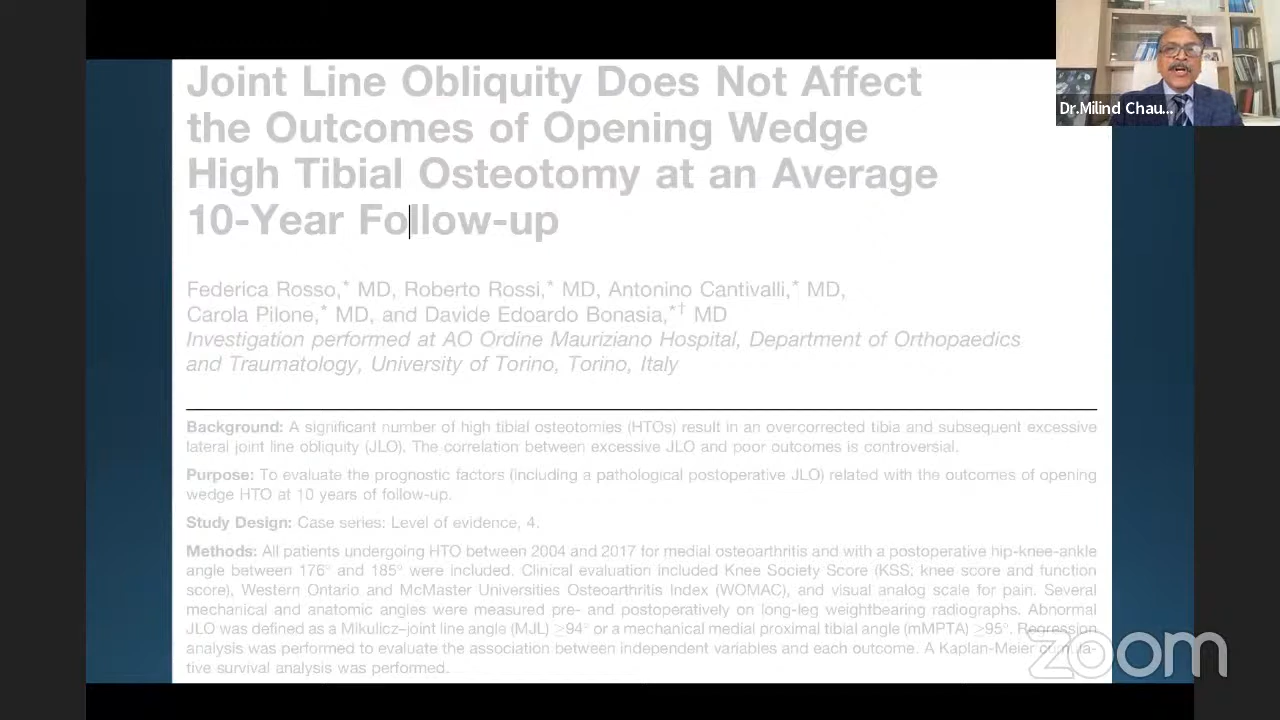 Joint Line Obliquity Does Not Affect
the Outcomes of Opening Wedge
High Tibial Osteotomy at an Average
10-Year Follow-up
Federica Rosso,* MD, Roberto Rossi,* MD, Antonino Cantivalli,* MD,
Carola Pilone,* MD, and Davide Edoardo Bonasia,*† MD
Investigation performed at AO Ordine Mauriziano Hospital, Department of Orthopaedics
and Traumatology, University of Torino, Torino, Italy
Background: A significant number of high tibial osteotomies (HTOs) result in an overcorrected tibia and subsequent excessive
lateral joint line obliquity (JLO). The correlation between excessive JLO and poor outcomes is controversial.
Purpose: To evaluate the prognostic factors (including a pathological postoperative JLO) related with the outcomes of opening
wedge HTO at 10 years of follow-up.
Study Design: Case series: Level of evidence, 4.
Methods: All patients undergoing HTO between 2004 and 2017 for medial osteoarthritis and with a postoperative hip-knee-ankle
angle between 176° and 185° were included. Clinical evaluation included Knee Society Score (KSS; knee score and function
score), Western Ontario and McMaster Universities Osteoarthritis Index (WOMAC), and visual analog scale for pain. Several
mechanical and anatomic angles were measured pre- and postoperatively on long-leg weightbearing radiographs. Abnormal
JLO was defined as a Mikulicz–joint line angle (MJL) ≥94° or a mechanical medial proximal tibial angle (mMPTA) ≥95°. Regression
analysis was performed to evaluate the association between independent variables and each outcome. A Kaplan-Meier cumula-
tive survival analysis was performed.
Dr.Milind Chau...
zoom